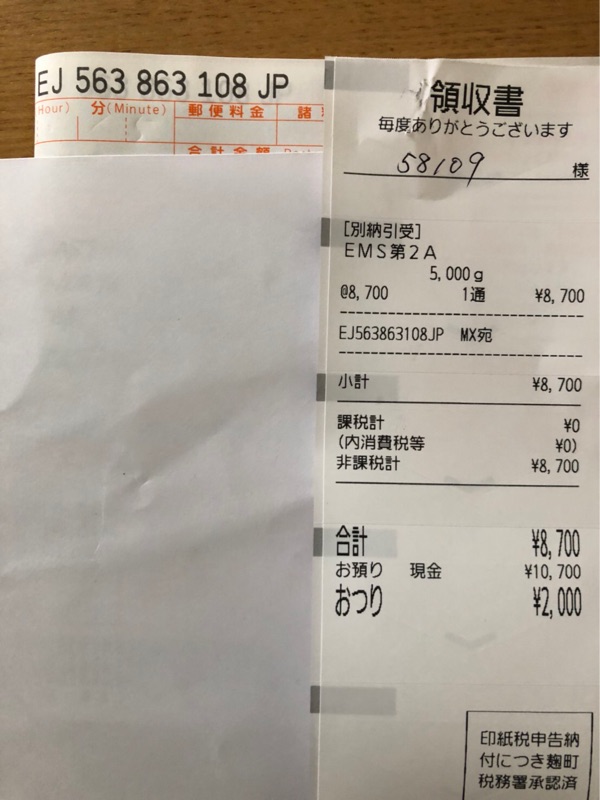 EJ 563 863 108 JP
Hour) 分(Minute) 郵便料金
合計金額
領収書
毎度ありがとうございます
58109 様
[別納引受]
EMS第2A
5,000g
@8,700 1通 ¥8,700
EJ563863108JP MX宛
小計 ¥8,700
課税計 ¥0
(内消費税等 ¥0)
非課税計 ¥8,700
合計 ¥8,700
お預り 現金 ¥10,700
おつり ¥2,000
印紙税申告納
付につき麹町
税務署承認済